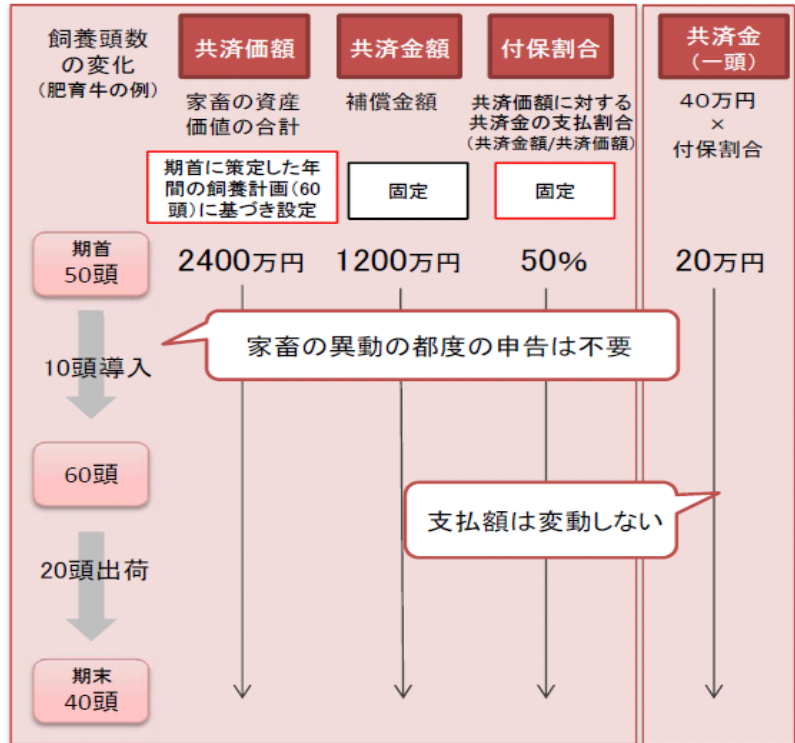 飼養頭数
の変化
(肥育牛の例)
共済価額
家畜の資産
価値の合計
期首に策定した年
間の飼養計画(60
頭)に基づき設定
共済金額
補償金額
固定
付保割合
共済価額に対する
共済金の支払割合
(共済金額/共済価額)
固定
共済金
(一頭)
40万円
×
付保割合
期首
50頭
2400万円
1200万円
50%
20万円
家畜の異動の都度の申告は不要
10頭導入
60頭
支払額は変動しない
20頭出荷
期末
40頭